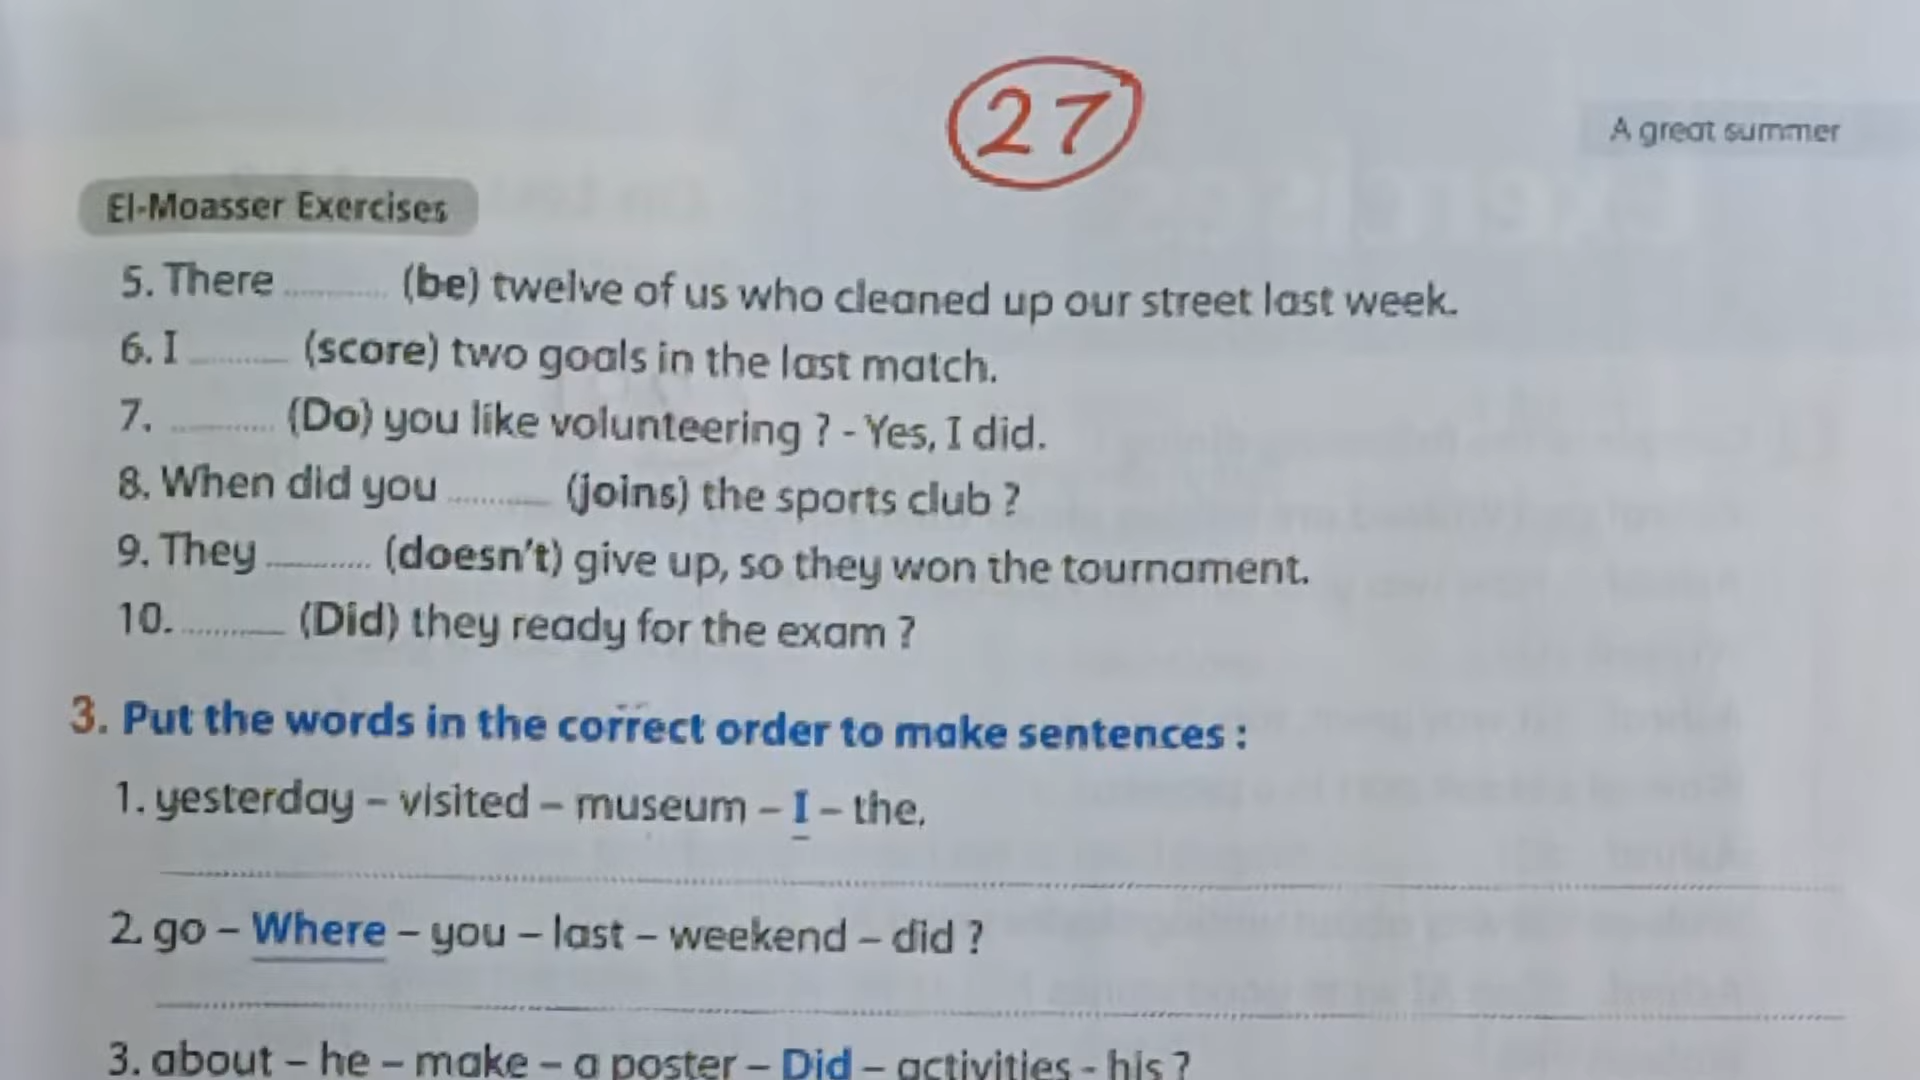 27
A great summer
El-Moasser Exercises
5. There .......... (be) twelve of us who cleaned up our street last week.
6. I .......... (score) two goals in the last match.
7. .......... (Do) you like volunteering ? - Yes, I did.
8. When did you .......... (joins) the sports club ?
9. They .......... (doesn't) give up, so they won the tournament.
10. .......... (Did) they ready for the exam ?
3. Put the words in the correct order to make sentences :
1. yesterday – visited – museum – I – the.
2. go – Where – you – last – weekend – did ?
3. about – he – make – a poster – Did – activities - his ?